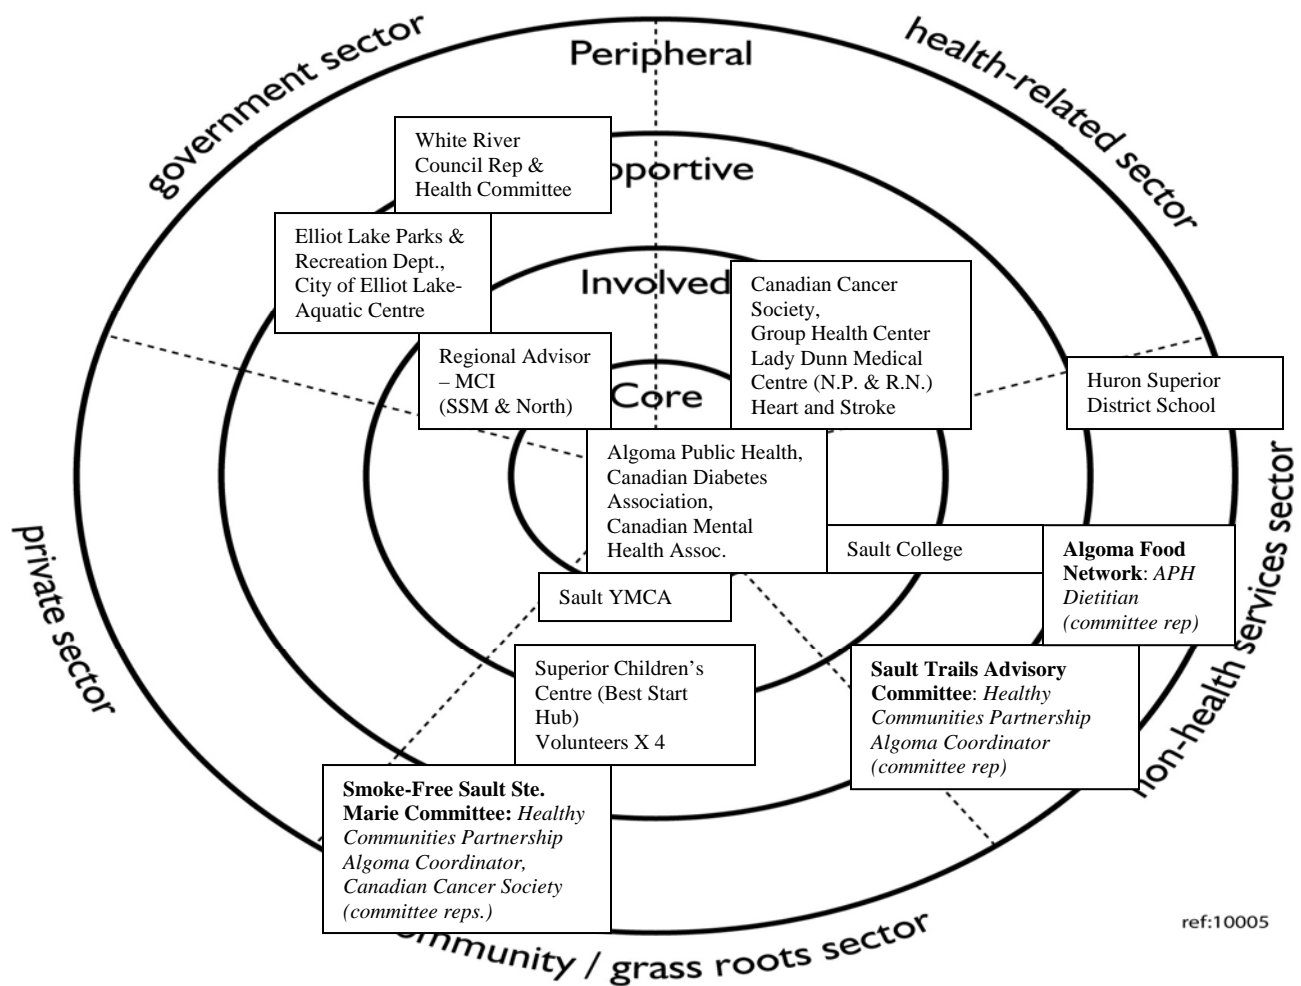 government sector
health-related sector
Peripheral
White River
Council Rep &
Health Committee
pportive
Elliot Lake Parks &
Recreation Dept.,
City of Elliot Lake-
Aquatic Centre
Involved
Canadian Cancer
Society,
Group Health Center
Lady Dunn Medical
Centre (N.P. & R.N.)
Heart and Stroke
Regional Advisor
– MCI
(SSM & North)
Core
Huron Superior
District School
Algoma Public Health,
Canadian Diabetes
Association,
Canadian Mental
Health Assoc.
Sault College
Algoma Food
Network: APH
Dietitian
(committee rep)
Sault YMCA
private sector
non-health services sector
Superior Children’s
Centre (Best Start
Hub)
Volunteers X 4
Sault Trails Advisory
Committee: Healthy
Communities Partnership
Algoma Coordinator
(committee rep)
Smoke-Free Sault Ste.
Marie Committee: Healthy
Communities Partnership
Algoma Coordinator,
Canadian Cancer Society
(committee reps.)
ommunity / grass roots sector
ref:10005